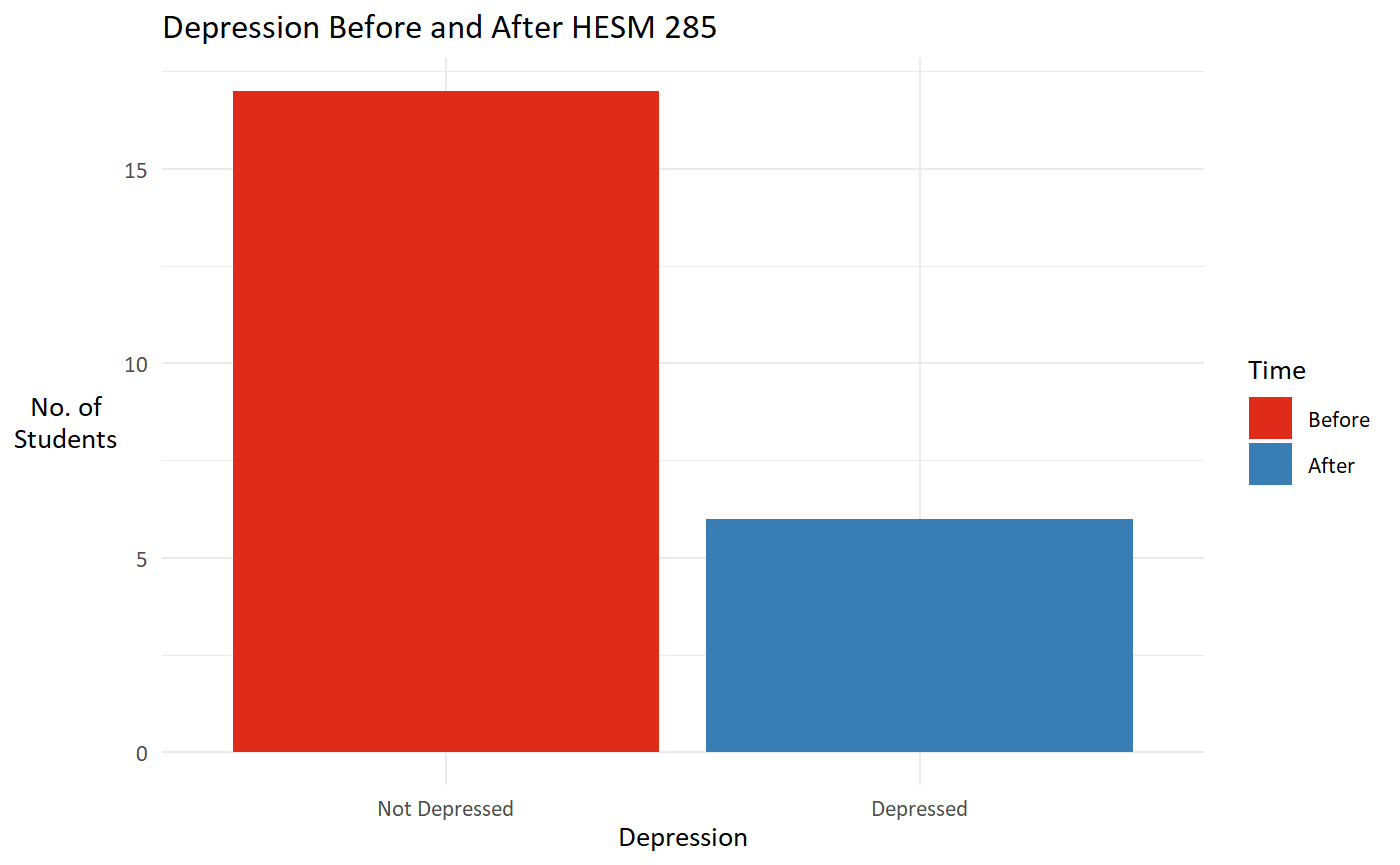 Depression Before and After HESM 285
15
10
5
0
No. of
Students
Not Depressed
Depressed
Depression
Time
Before
After